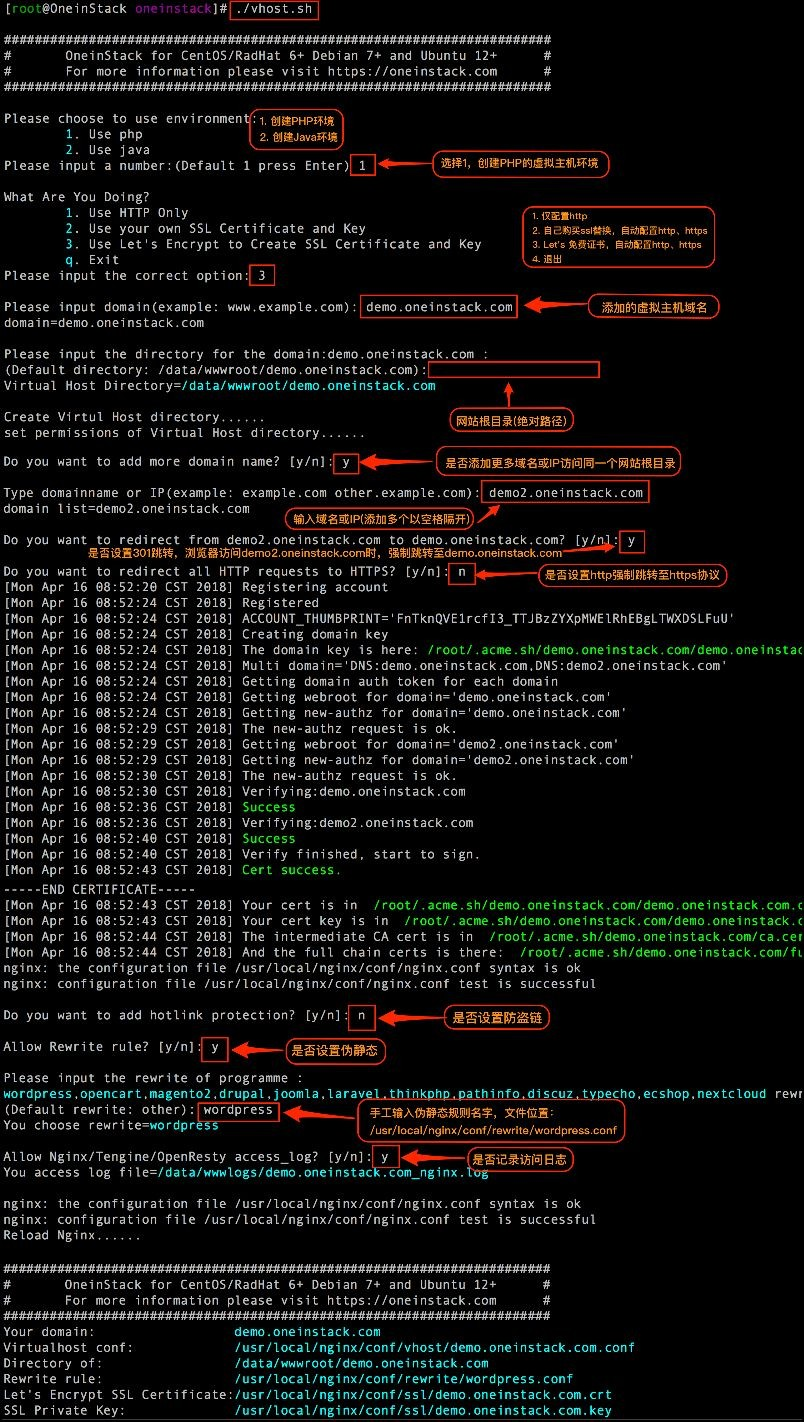 [root@OneinStack oneinstack]# ./vhost.sh
#######################################################################
#       OneinStack for CentOS/RadHat 6+ Debian 7+ and Ubuntu 12+      #
#       For more information please visit https://oneinstack.com      #
#######################################################################
Please choose to use environment:
1. 创建PHP环境
2. 创建Java环境
1. Use php
2. Use java
Please input a number:(Default 1 press Enter) 1
选择1，创建PHP的虚拟主机环境
What Are You Doing?
1. Use HTTP Only
2. Use your own SSL Certificate and Key
3. Use Let's Encrypt to Create SSL Certificate and Key
q. Exit
1. 仅配置http
2. 自己购买ssl替换，自动配置http、https
3. Let's 免费证书，自动配置http、https
4. 退出
Please input the correct option: 3
Please input domain(example: www.example.com): demo.oneinstack.com
添加的虚拟主机域名
domain=demo.oneinstack.com
Please input the directory for the domain:demo.oneinstack.com :
(Default directory: /data/wwwroot/demo.oneinstack.com):
Virtual Host Directory=/data/wwwroot/demo.oneinstack.com
网站根目录(绝对路径)
Create Virtul Host directory......
set permissions of Virtual Host directory......
Do you want to add more domain name? [y/n]: y
是否添加更多域名或IP访问同一个网站根目录
Type domainname or IP(example: example.com other.example.com): demo2.oneinstack.com
domain list=demo2.oneinstack.com
输入域名或IP(添加多个以空格隔开)
Do you want to redirect from demo2.oneinstack.com to demo.oneinstack.com? [y/n]: y
是否设置301跳转，浏览器访问demo2.oneinstack.com时，强制跳转至demo.oneinstack.com
Do you want to redirect all HTTP requests to HTTPS? [y/n]: n
是否设置http强制跳转至https协议
[Mon Apr 16 08:52:20 CST 2018] Registering account
[Mon Apr 16 08:52:24 CST 2018] Registered
[Mon Apr 16 08:52:24 CST 2018] ACCOUNT_THUMBPRINT='FnTknQVE1rcfI3_TTJBzZYXpMWElRhEBgLTWXDSLFuU'
[Mon Apr 16 08:52:24 CST 2018] Creating domain key
[Mon Apr 16 08:52:24 CST 2018] The domain key is here: /root/.acme.sh/demo.oneinstack.com/demo.oneinstac
[Mon Apr 16 08:52:24 CST 2018] Multi domain='DNS:demo.oneinstack.com,DNS:demo2.oneinstack.com'
[Mon Apr 16 08:52:24 CST 2018] Getting domain auth token for each domain
[Mon Apr 16 08:52:24 CST 2018] Getting webroot for domain='demo.oneinstack.com'
[Mon Apr 16 08:52:24 CST 2018] Getting new-authz for domain='demo.oneinstack.com'
[Mon Apr 16 08:52:29 CST 2018] The new-authz request is ok.
[Mon Apr 16 08:52:29 CST 2018] Getting webroot for domain='demo2.oneinstack.com'
[Mon Apr 16 08:52:29 CST 2018] Getting new-authz for domain='demo2.oneinstack.com'
[Mon Apr 16 08:52:30 CST 2018] The new-authz request is ok.
[Mon Apr 16 08:52:30 CST 2018] Verifying:demo.oneinstack.com
[Mon Apr 16 08:52:36 CST 2018] Success
[Mon Apr 16 08:52:36 CST 2018] Verifying:demo2.oneinstack.com
[Mon Apr 16 08:52:40 CST 2018] Success
[Mon Apr 16 08:52:40 CST 2018] Verify finished, start to sign.
[Mon Apr 16 08:52:43 CST 2018] Cert success.
-----END CERTIFICATE-----
[Mon Apr 16 08:52:43 CST 2018] Your cert is in  /root/.acme.sh/demo.oneinstack.com/demo.oneinstack.com.c
[Mon Apr 16 08:52:43 CST 2018] Your cert key is in  /root/.acme.sh/demo.oneinstack.com/demo.oneinstack.c
[Mon Apr 16 08:52:44 CST 2018] The intermediate CA cert is in  /root/.acme.sh/demo.oneinstack.com/ca.cer
[Mon Apr 16 08:52:44 CST 2018] And the full chain certs is there:  /root/.acme.sh/demo.oneinstack.com/fu
nginx: the configuration file /usr/local/nginx/conf/nginx.conf syntax is ok
nginx: configuration file /usr/local/nginx/conf/nginx.conf test is successful
Do you want to add hotlink protection? [y/n]: n
是否设置防盗链
Allow Rewrite rule? [y/n]: y
是否设置伪静态
Please input the rewrite of programme :
wordpress,opencart,magento2,drupal,joomla,laravel,thinkphp,pathinfo,discuz,typecho,ecshop,nextcloud rewr
(Default rewrite: other): wordpress
You choose rewrite=wordpress
手工输入伪静态规则名字，文件位置：
/usr/local/nginx/conf/rewrite/wordpress.conf
Allow Nginx/Tengine/OpenResty access_log? [y/n]: y
是否记录访问日志
You access log file=/data/wwwlogs/demo.oneinstack.com_nginx.log
nginx: the configuration file /usr/local/nginx/conf/nginx.conf syntax is ok
nginx: configuration file /usr/local/nginx/conf/nginx.conf test is successful
Reload Nginx......
#######################################################################
#       OneinStack for CentOS/RadHat 6+ Debian 7+ and Ubuntu 12+      #
#       For more information please visit https://oneinstack.com      #
#######################################################################
Your domain:                  demo.oneinstack.com
Virtualhost conf:             /usr/local/nginx/conf/vhost/demo.oneinstack.com.conf
Directory of:                 /data/wwwroot/demo.oneinstack.com
Rewrite rule:                 /usr/local/nginx/conf/rewrite/wordpress.conf
Let's Encrypt SSL Certificate:/usr/local/nginx/conf/ssl/demo.oneinstack.com.crt
SSL Private Key:              /usr/local/nginx/conf/ssl/demo.oneinstack.com.key